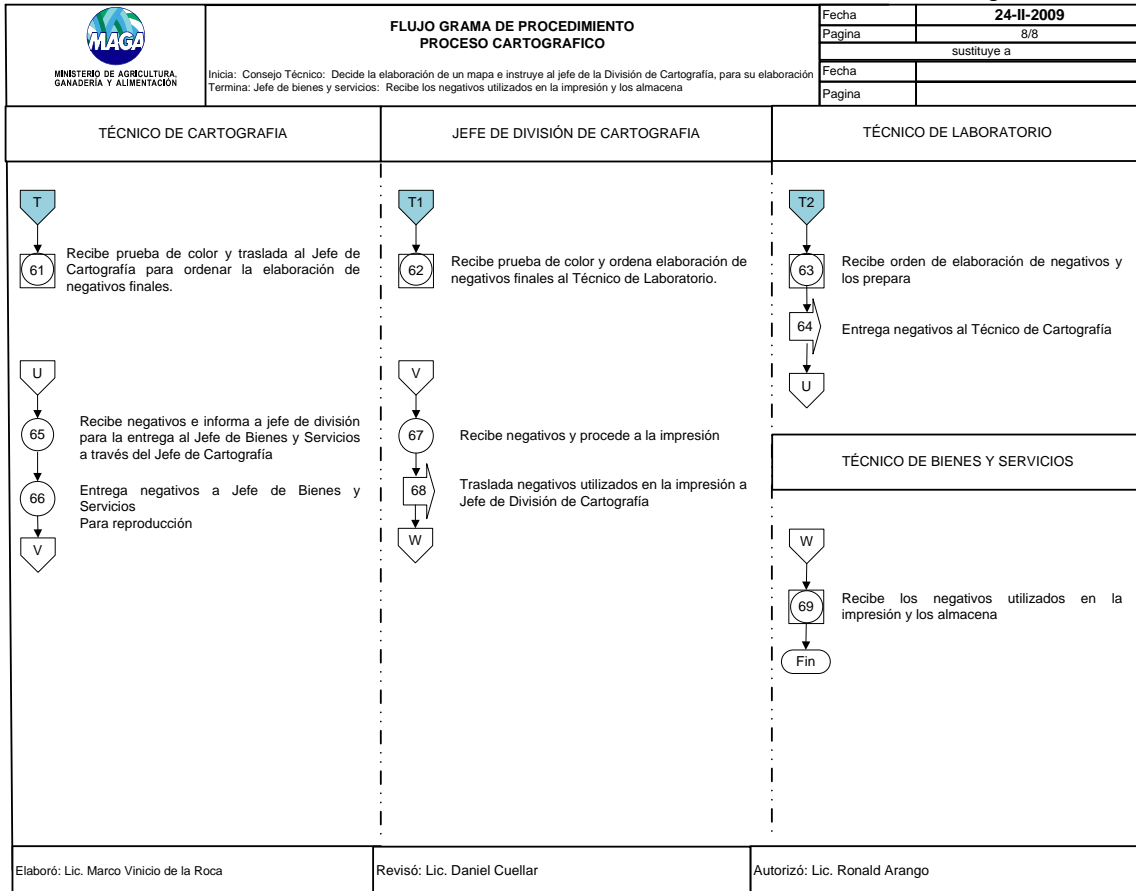 MAGA
MINISTERIO DE AGRICULTURA,
GANADERÍA Y ALIMENTACIÓN
FLUJO GRAMA DE PROCEDIMIENTO
PROCESO CARTOGRAFICO
Inicia: Consejo Técnico: Decide la elaboración de un mapa e instruye al jefe de la División de Cartografía, para su elaboración
Termina: Jefe de bienes y servicios: Recibe los negativos utilizados en la impresión y los almacena
Fecha 24-II-2009
Pagina 8/8
sustituye a
Fecha
Pagina
TÉCNICO DE CARTOGRAFIA
T
61
Recibe prueba de color y traslada al Jefe de
Cartografía para ordenar la elaboración de
negativos finales.
U
65
Recibe negativos e informa a jefe de división
para la entrega al Jefe de Bienes y Servicios
a través del Jefe de Cartografía
66
Entrega negativos a Jefe de Bienes y
Servicios
Para reproducción
V
JEFE DE DIVISIÓN DE CARTOGRAFIA
T1
62
Recibe prueba de color y ordena elaboración de
negativos finales al Técnico de Laboratorio.
V
67
Recibe negativos y procede a la impresión
68
Traslada negativos utilizados en la impresión a
Jefe de División de Cartografía
W
TÉCNICO DE LABORATORIO
T2
63
Recibe orden de elaboración de negativos y
los prepara
64
Entrega negativos al Técnico de Cartografía
U
TÉCNICO DE BIENES Y SERVICIOS
W
69
Recibe los negativos utilizados en la
impresión y los almacena
Fin
Elaboró: Lic. Marco Vinicio de la Roca
Revisó: Lic. Daniel Cuellar
Autorizó: Lic. Ronald Arango